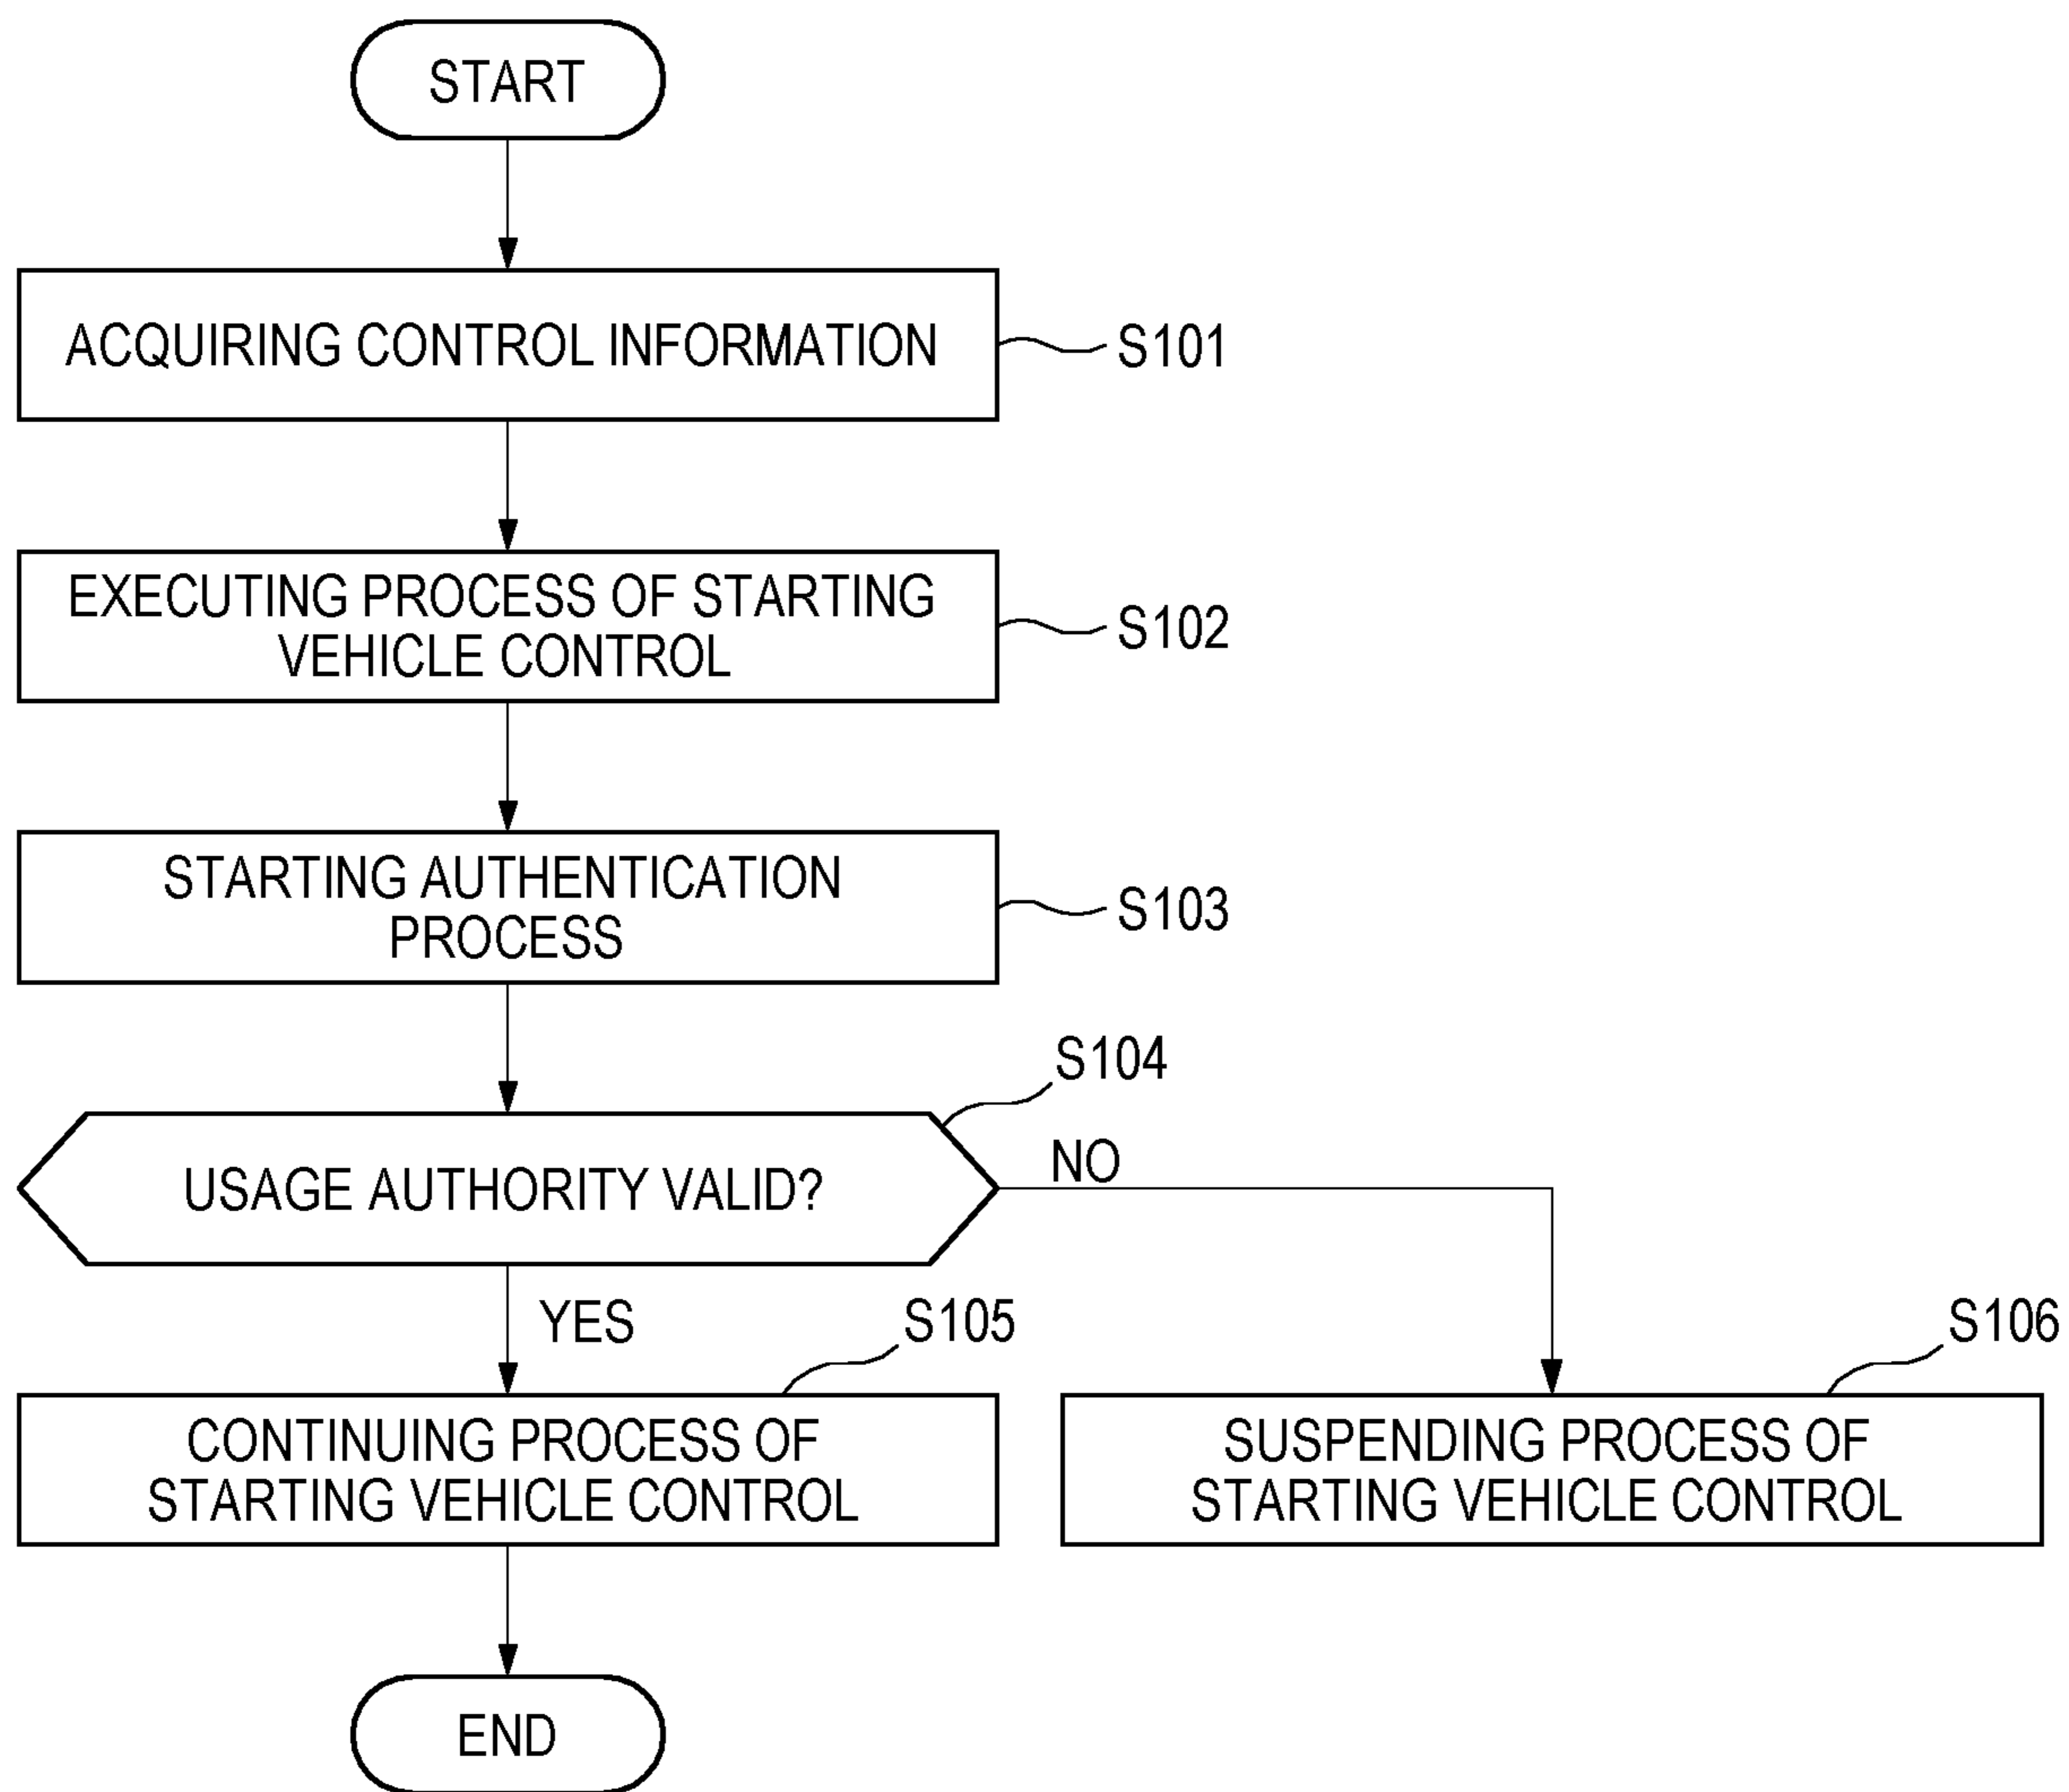 START
ACQUIRING CONTROL INFORMATION
S101
EXECUTING PROCESS OF STARTING
VEHICLE CONTROL
S102
STARTING AUTHENTICATION
PROCESS
S103
S104
USAGE AUTHORITY VALID?
NO
YES
S105
CONTINUING PROCESS OF
STARTING VEHICLE CONTROL
S106
SUSPENDING PROCESS OF
STARTING VEHICLE CONTROL
END